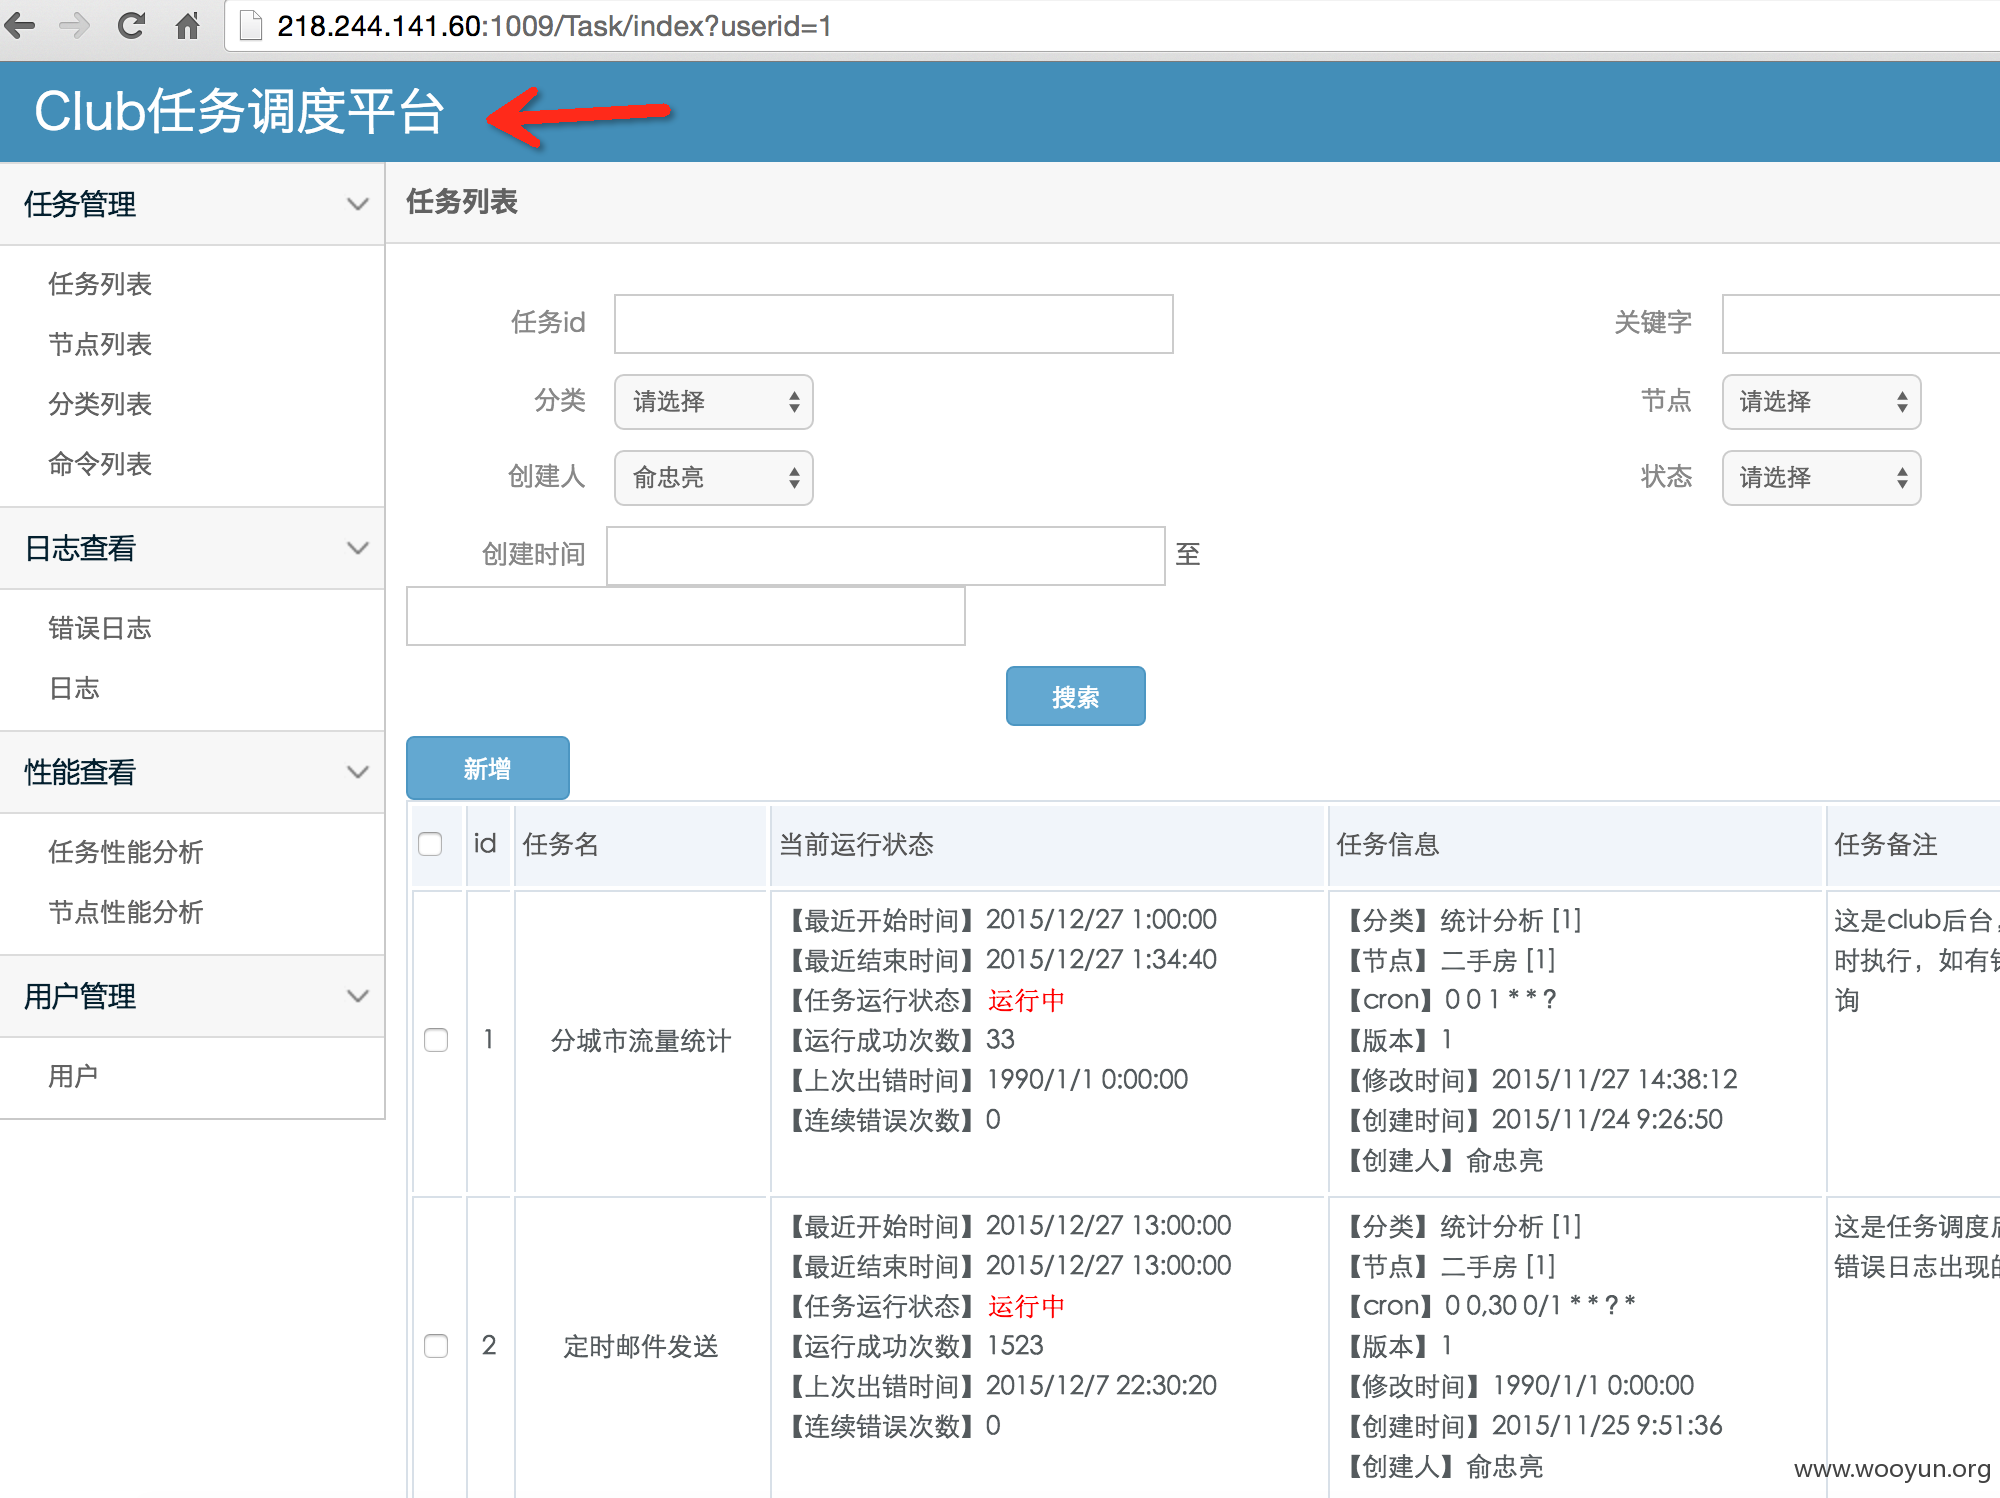 218.244.141.60:1009/Task/index?userid=1
Club任务调度平台
任务管理
任务列表
节点列表
分类列表
命令列表
日志查看
错误日志
日志
性能查看
任务性能分析
节点性能分析
用户管理
用户
任务列表
任务id
关键字
分类 请选择
节点 请选择
创建人 俞忠亮
状态 请选择
创建时间 至
搜索
新增
id 任务名 当前运行状态 任务信息 任务备注
1 分城市流量统计
【最近开始时间】2015/12/27 1:00:00
【最近结束时间】2015/12/27 1:34:40
【任务运行状态】运行中
【运行成功次数】33
【上次出错时间】1990/1/1 0:00:00
【连续错误次数】0
【分类】统计分析 [1]
【节点】二手房 [1]
【cron】0 0 1 * * ?
【版本】1
【修改时间】2015/11/27 14:38:12
【创建时间】2015/11/24 9:26:50
【创建人】俞忠亮
这是club后台,
时执行，如有
询
2 定时邮件发送
【最近开始时间】2015/12/27 13:00:00
【最近结束时间】2015/12/27 13:00:00
【任务运行状态】运行中
【运行成功次数】1523
【上次出错时间】2015/12/7 22:30:20
【连续错误次数】0
【分类】统计分析 [1]
【节点】二手房 [1]
【cron】0 0,30 0/1 * * ? *
【版本】1
【修改时间】1990/1/1 0:00:00
【创建时间】2015/11/25 9:51:36
【创建人】俞忠亮
这是任务调度
错误日志出现
www.wooyun.org